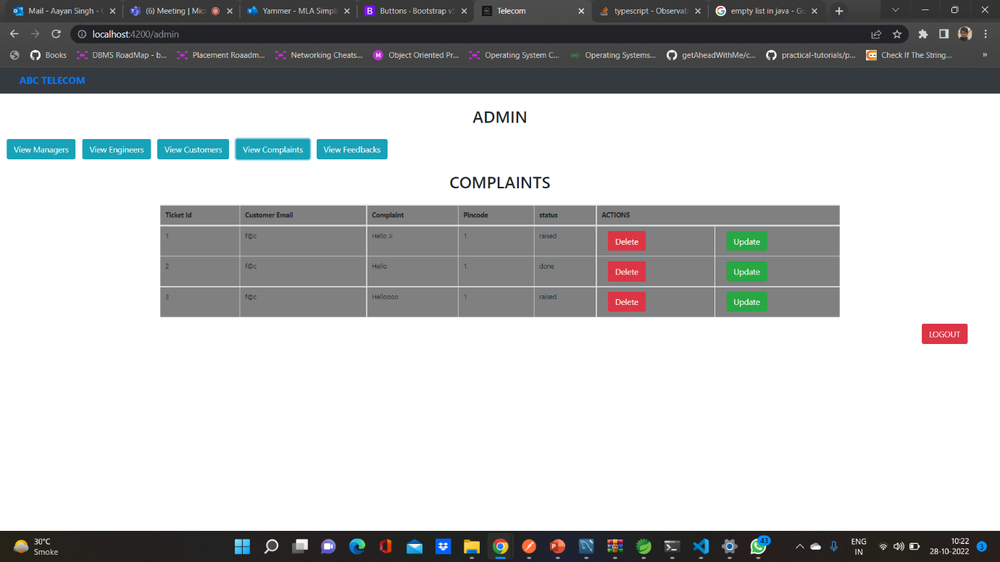 Mail - Aayan Singh -
(6) Meeting | Micr
Yammer - MLA Simpli
Buttons · Bootstrap v5
Telecom
typescript - Observab
empty list in java - Go
localhost:4200/admin
Books
DBMS RoadMap - b...
Placement Roaadm...
Networking Cheats...
Object Oriented Pr...
Operating System C...
Operating Systems...
getAheadWithMe/c...
practical-tutorials/p...
Check If The String...
»
ABC TELECOM
ADMIN
View Managers View Engineers View Customers View Complaints View Feedbacks
COMPLAINTS
Ticket Id Customer Email Complaint Pincode status ACTIONS
1 f@c Hello Ji 1 raised Delete Update
2 f@c Hello 1 done Delete Update
3 f@c Helloooo 1 raised Delete Update
LOGOUT
30°C
Smoke
43
ENG
IN
10:22
28-10-2022
3